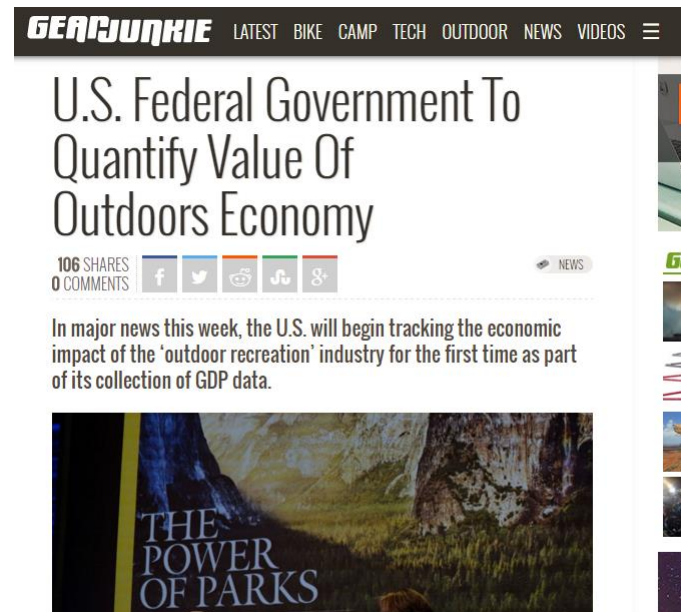 GEARJUNKIE LATEST BIKE CAMP TECH OUTDOOR NEWS VIDEOS
U.S. Federal Government To
Quantify Value Of
Outdoors Economy
106 SHARES
0 COMMENTS
NEWS
In major news this week, the U.S. will begin tracking the economic
impact of the ‘outdoor recreation’ industry for the first time as part
of its collection of GDP data.
THE
POWER
OF PARKS